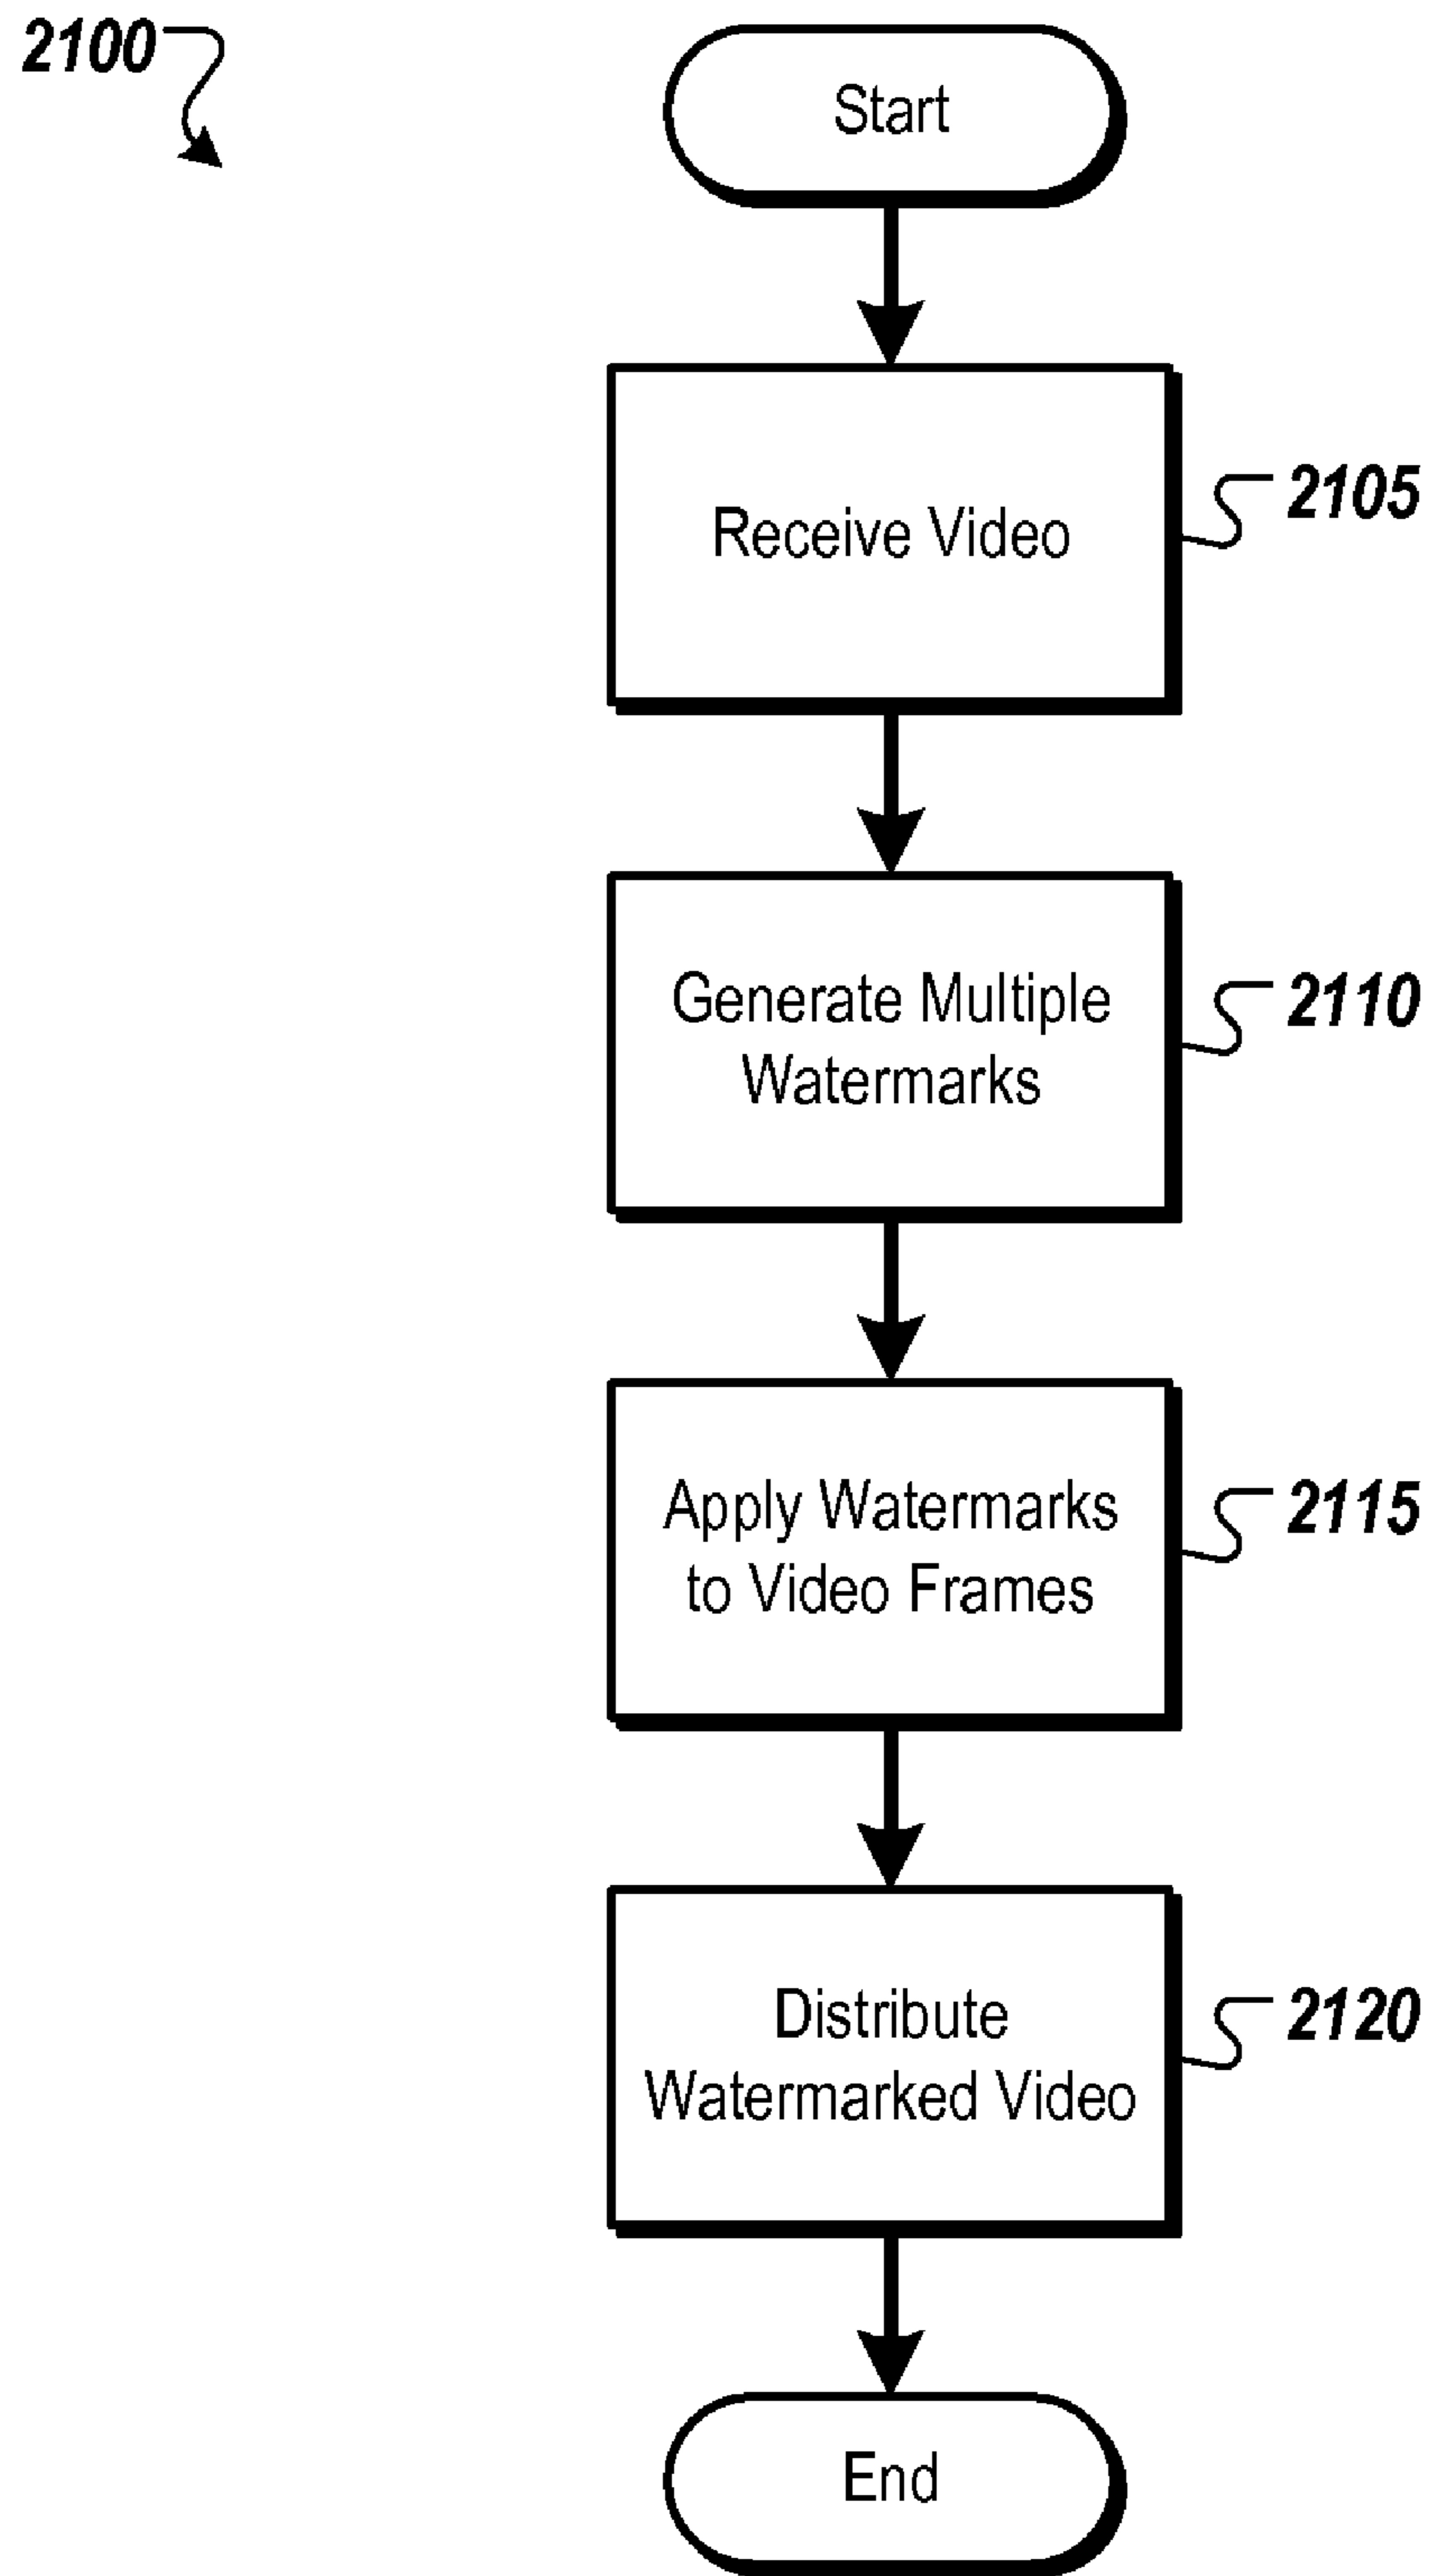 2100
Start
Receive Video
2105
Generate Multiple
Watermarks
2110
Apply Watermarks
to Video Frames
2115
Distribute
Watermarked Video
2120
End